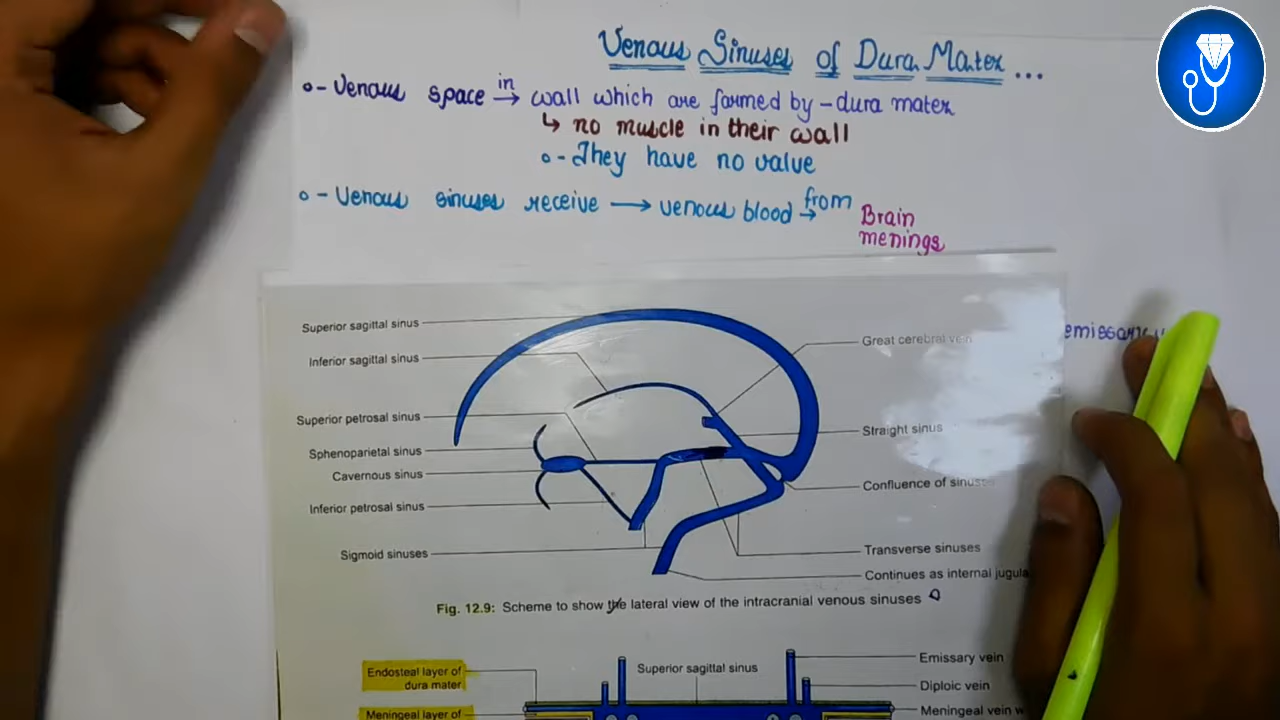 Venous Sinuses of Dura Mater...
o- Venous space in → wall which are formed by - dura mater
↳ no muscle in their wall
o- They have no value
o- Venous sinuses receive → venous blood from → Brain
menings
Superior sagittal sinus
Inferior sagittal sinus
Superior petrosal sinus
Sphenoparietal sinus
Cavernous sinus
Inferior petrosal sinus
Sigmoid sinuses
Great cerebral vein
Straight sinus
Confluence of sinuses
Transverse sinuses
Continues as internal
Fig. 12.9: Scheme to show the lateral view of the intracranial venous sinuses
Endosteal layer of
dura mater
Meningeal layer of
Superior sagittal sinus
Emissary vein
Diploic vein
Meningeal vein